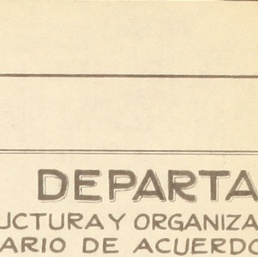 DEPARTA
UCTURA Y ORGANIZA
ARIO DE ACUERDO